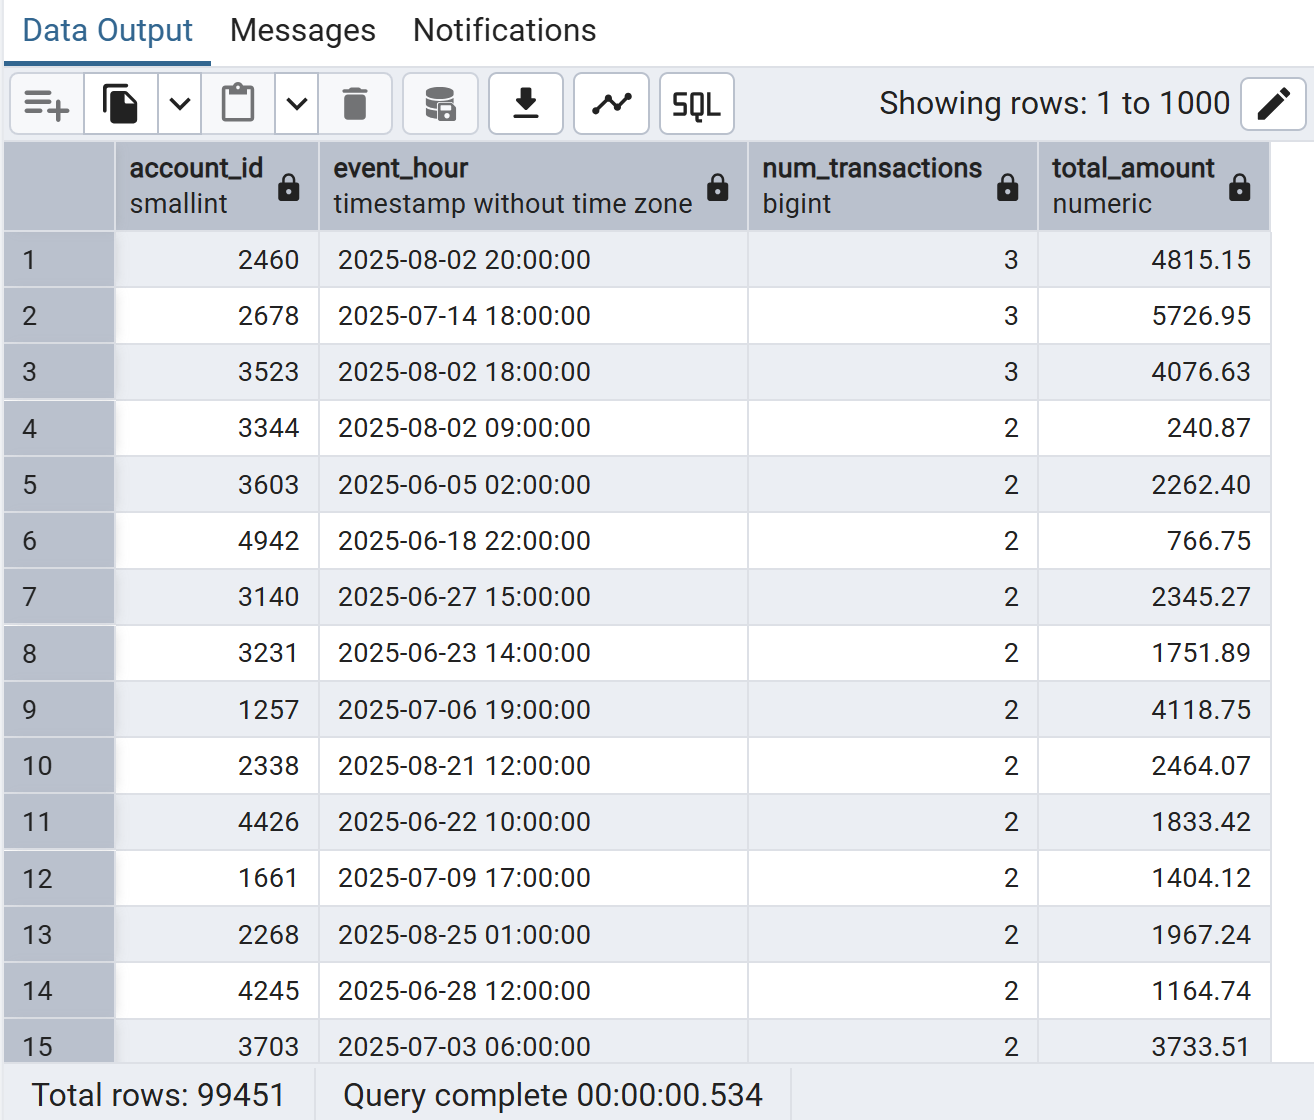 Data Output Messages Notifications
SQL Showing rows: 1 to 1000
account_id event_hour num_transactions total_amount
smallint timestamp without time zone bigint numeric
1 2460 2025-08-02 20:00:00 3 4815.15
2 2678 2025-07-14 18:00:00 3 5726.95
3 3523 2025-08-02 18:00:00 3 4076.63
4 3344 2025-08-02 09:00:00 2 240.87
5 3603 2025-06-05 02:00:00 2 2262.40
6 4942 2025-06-18 22:00:00 2 766.75
7 3140 2025-06-27 15:00:00 2 2345.27
8 3231 2025-06-23 14:00:00 2 1751.89
9 1257 2025-07-06 19:00:00 2 4118.75
10 2338 2025-08-21 12:00:00 2 2464.07
11 4426 2025-06-22 10:00:00 2 1833.42
12 1661 2025-07-09 17:00:00 2 1404.12
13 2268 2025-08-25 01:00:00 2 1967.24
14 4245 2025-06-28 12:00:00 2 1164.74
15 3703 2025-07-03 06:00:00 2 3733.51
Total rows: 99451 Query complete 00:00:00.534